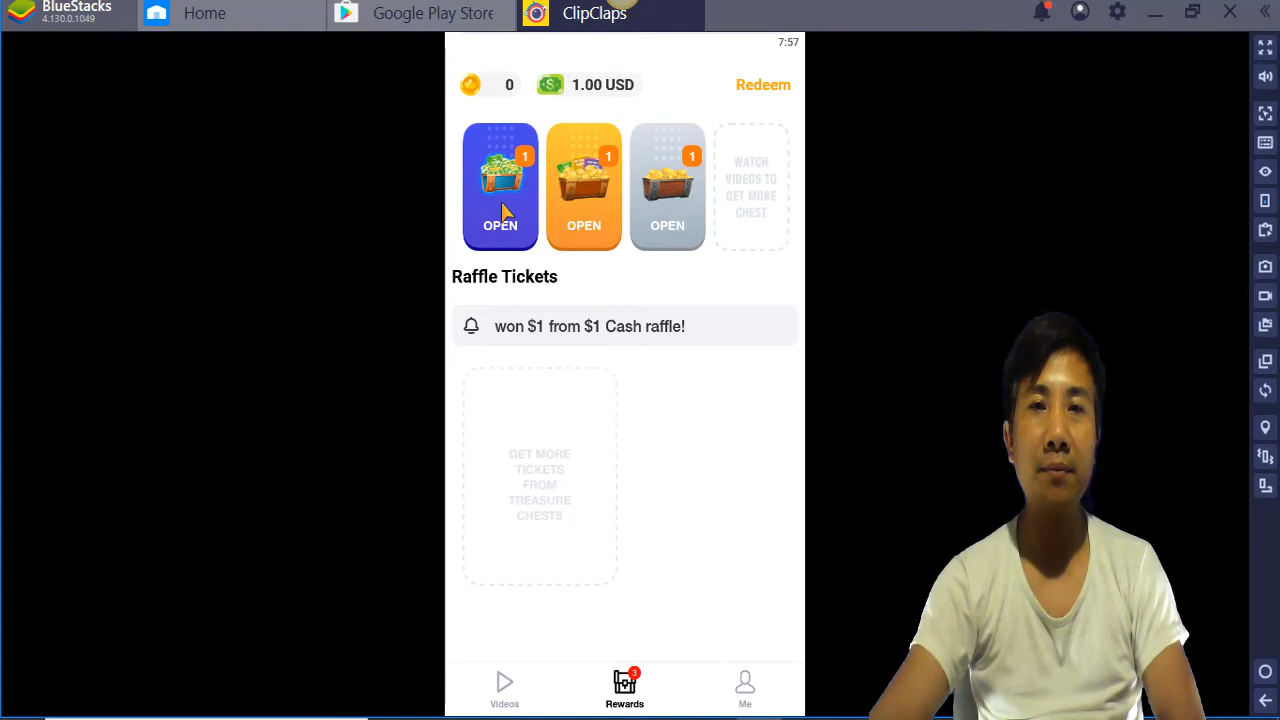 BlueStacks
4.130.0.1049
Home
Google Play Store
ClipClaps
7:57
0
1.00 USD
Redeem
1
1
1
OPEN
OPEN
OPEN
WATCH
VIDEOS TO
GET MORE
CHEST
Raffle Tickets
won $1 from $1 Cash raffle!
GET MORE
TICKETS
FROM
TREASURE
CHESTS
3
Videos
Rewards
Me